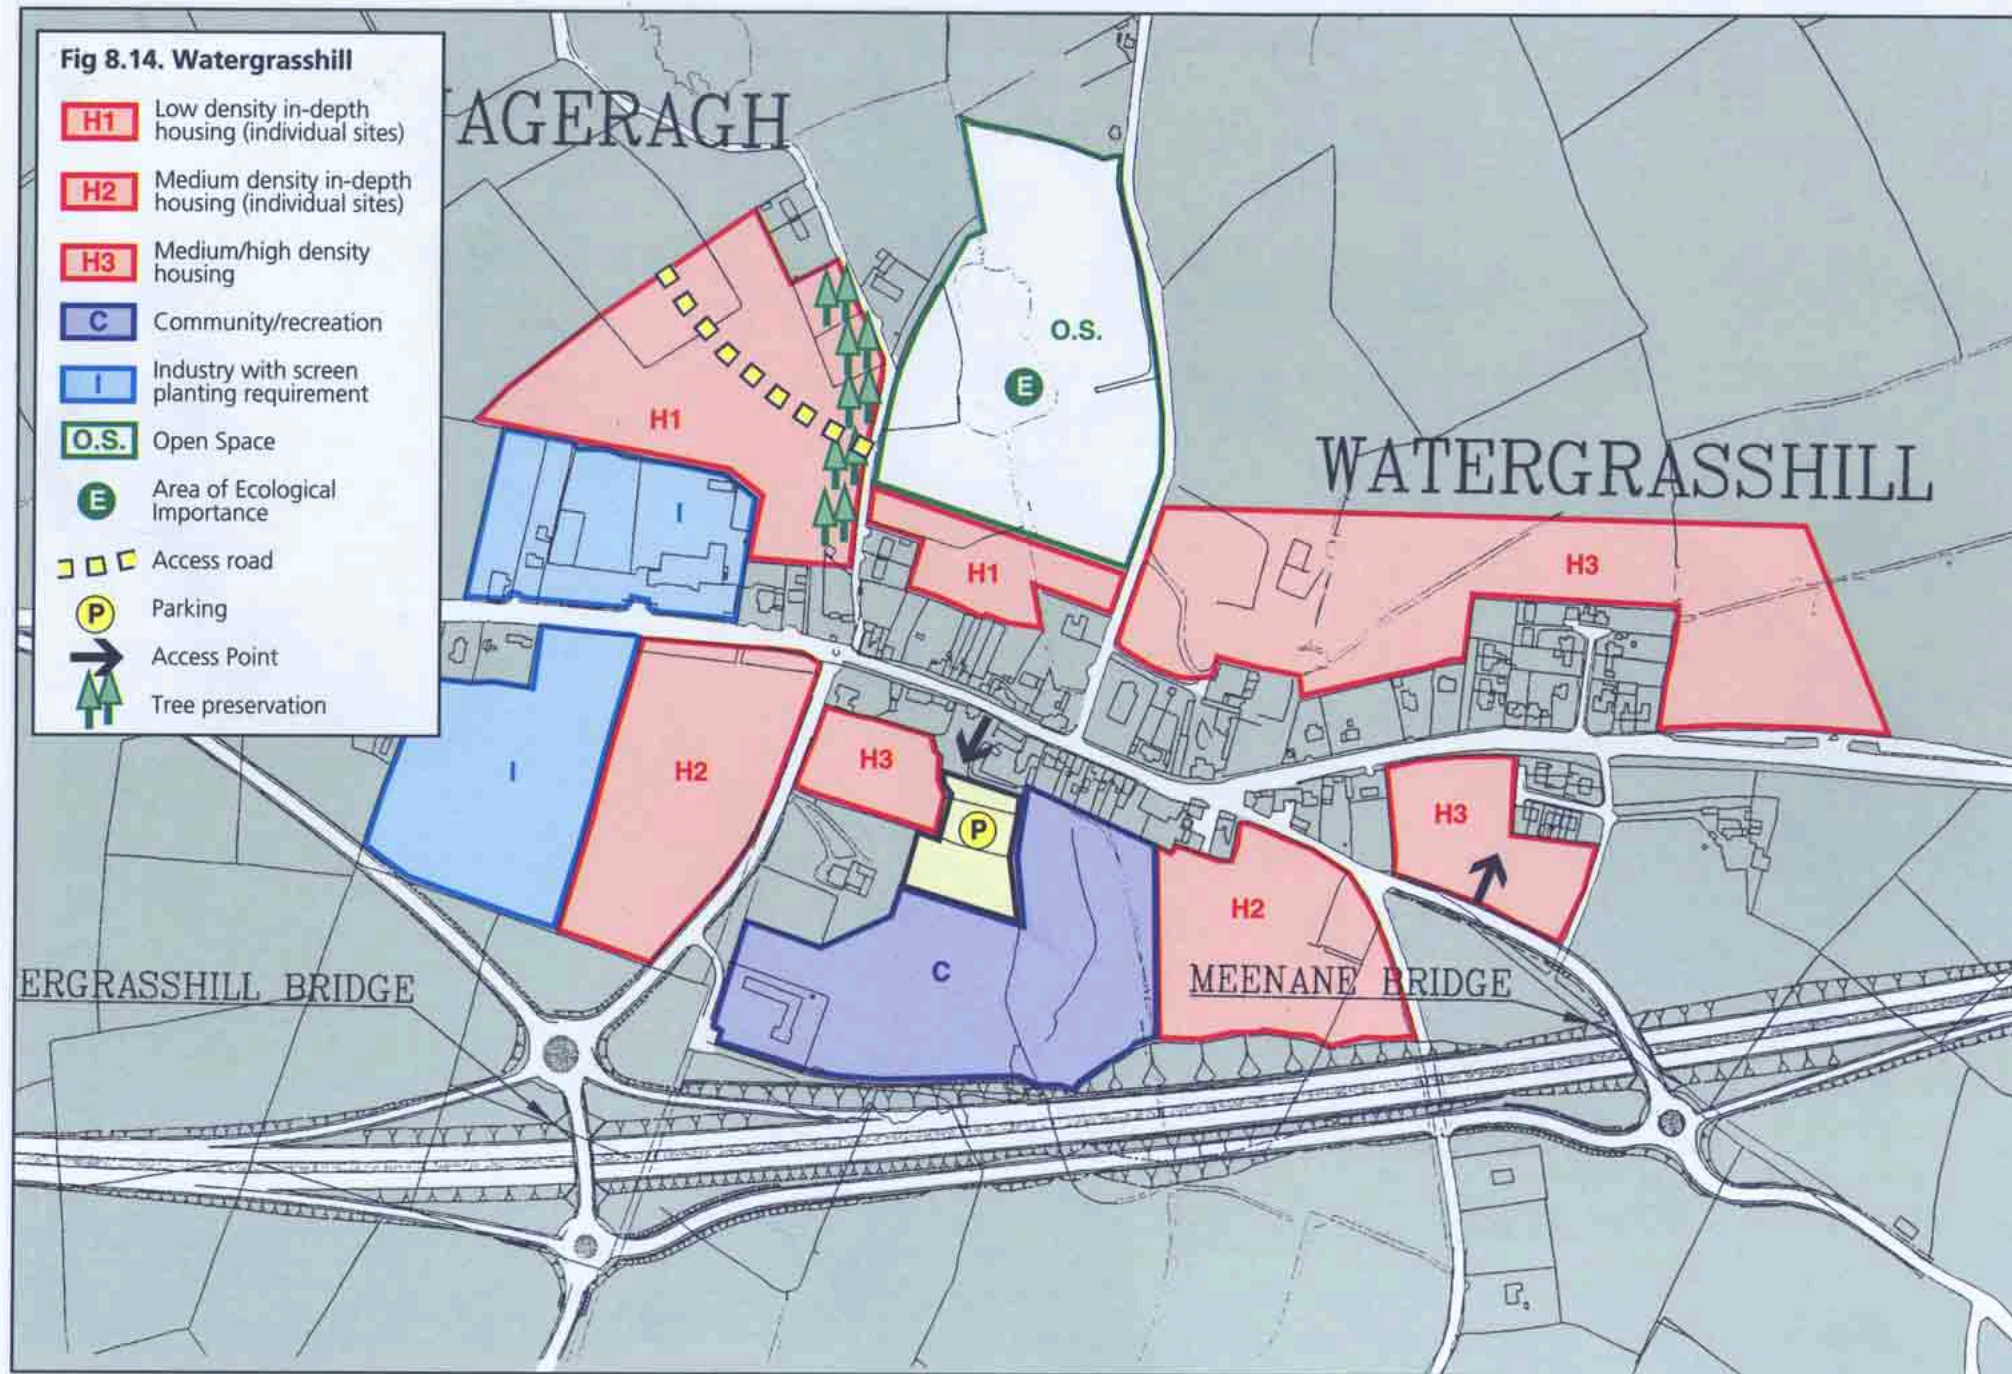 Fig 8.14. Watergrasshill
H1
Low density in-depth
housing (individual sites)
H2
Medium density in-depth
housing (individual sites)
H3
Medium/high density
housing
C
Community/recreation
I
Industry with screen
planting requirement
O.S.
Open Space
E
Area of Ecological
Importance
Access road
P
Parking
Access Point
Tree preservation
AGERAGH
O.S.
E
H1
WATERGRASSHILL
I
H1
H3
I
H2
H3
P
H3
H2
C
ERGRASSHILL BRIDGE
MEENANE BRIDGE